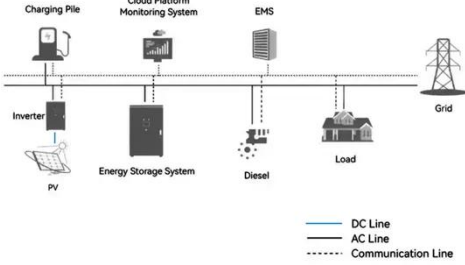 Charging Pile
Cloud Platform
Monitoring System
EMS
Grid
Inverter
PV
Energy Storage System
Diesel
Load
DC Line
AC Line
Communication Line